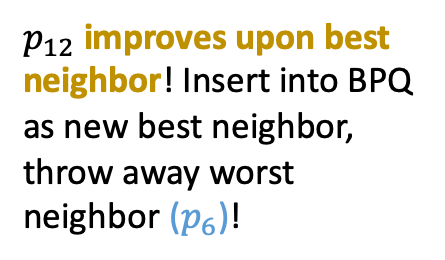 p₁₂ improves upon best
neighbor! Insert into BPQ
as new best neighbor,
throw away worst
neighbor (p₆)!